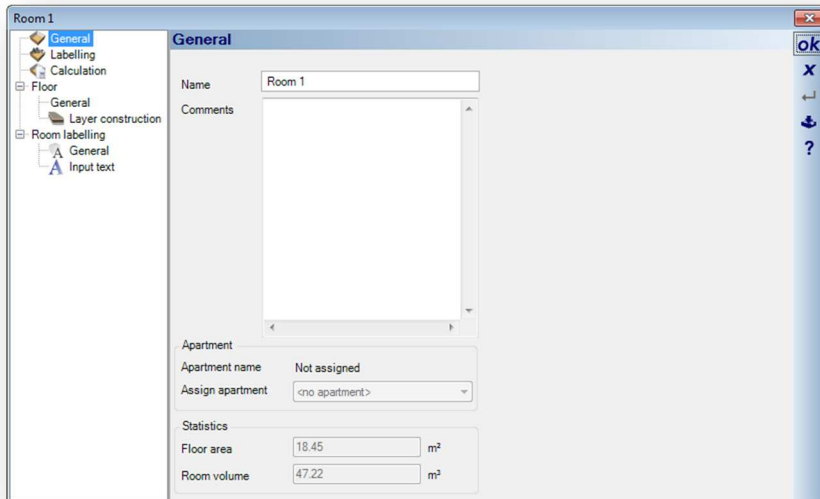 Room 1
General
Labelling
Calculation
Floor
General
Layer construction
Room labelling
A General
A Input text
General
Name Room 1
Comments
Apartment
Apartment name Not assigned
Assign apartment <no apartment>
Statistics
Floor area 18.45 m²
Room volume 47.22 m³
ok
x
?